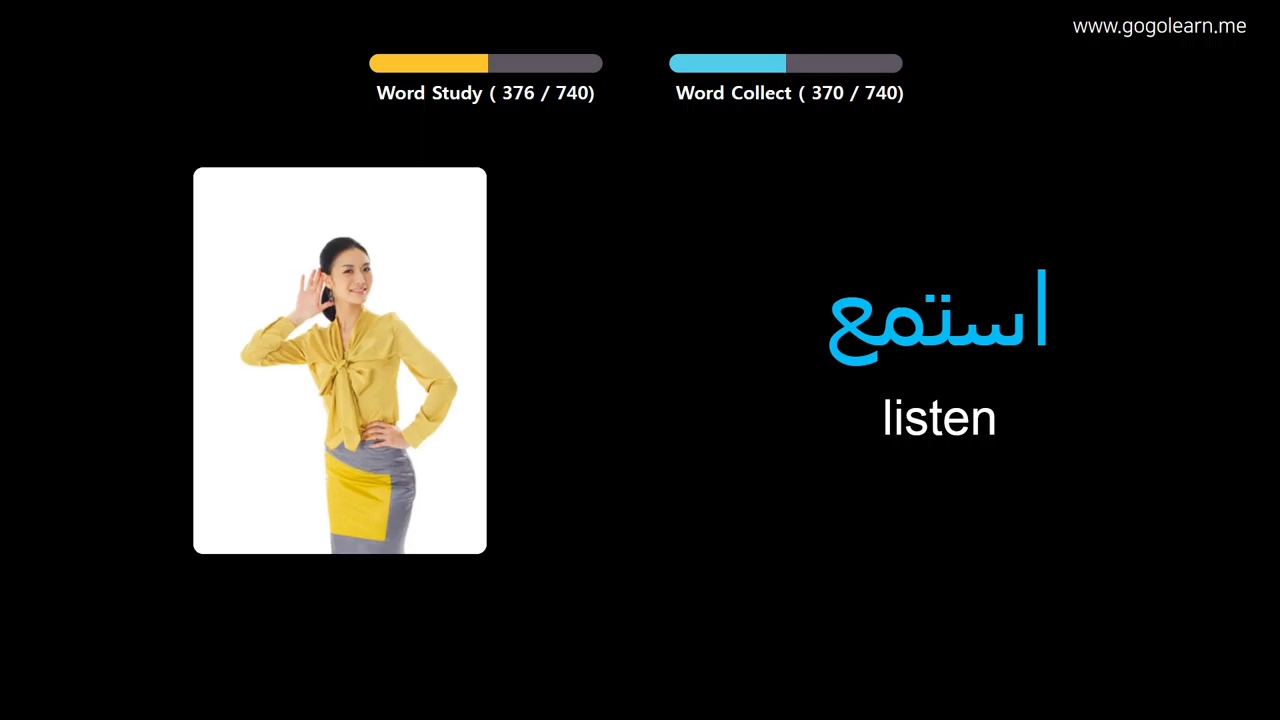 www.gogolearn.me
Word Study ( 376 / 740)
Word Collect ( 370 / 740)
استمع
listen